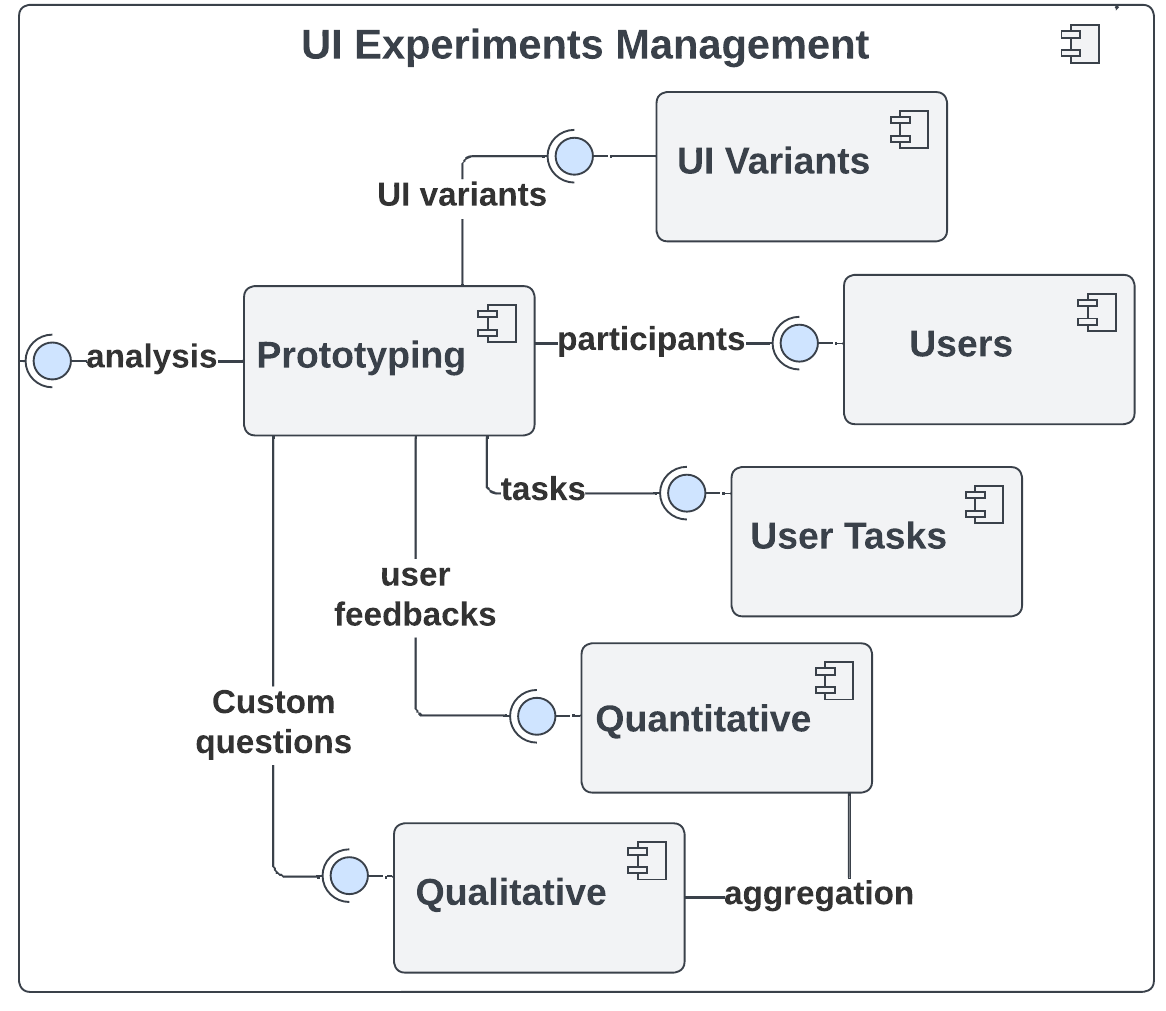 UI Experiments Management
UI Variants
UI variants
participants
Users
analysis
Prototyping
tasks
User Tasks
user
feedbacks
Custom
questions
Quantitative
Qualitative
aggregation